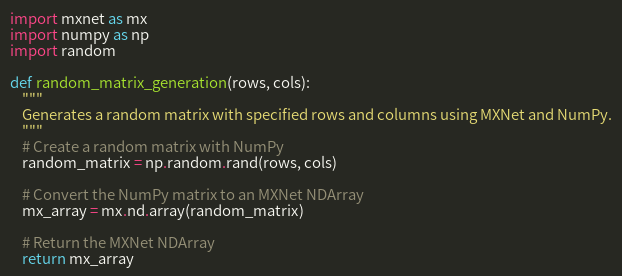 import mxnet as mx
import numpy as np
import random

def random_matrix_generation(rows, cols):
    """
    Generates a random matrix with specified rows and columns using MXNet and NumPy.
    """
    # Create a random matrix with NumPy
    random_matrix = np.random.rand(rows, cols)

    # Convert the NumPy matrix to an MXNet NDArray
    mx_array = mx.nd.array(random_matrix)

    # Return the MXNet NDArray
    return mx_array